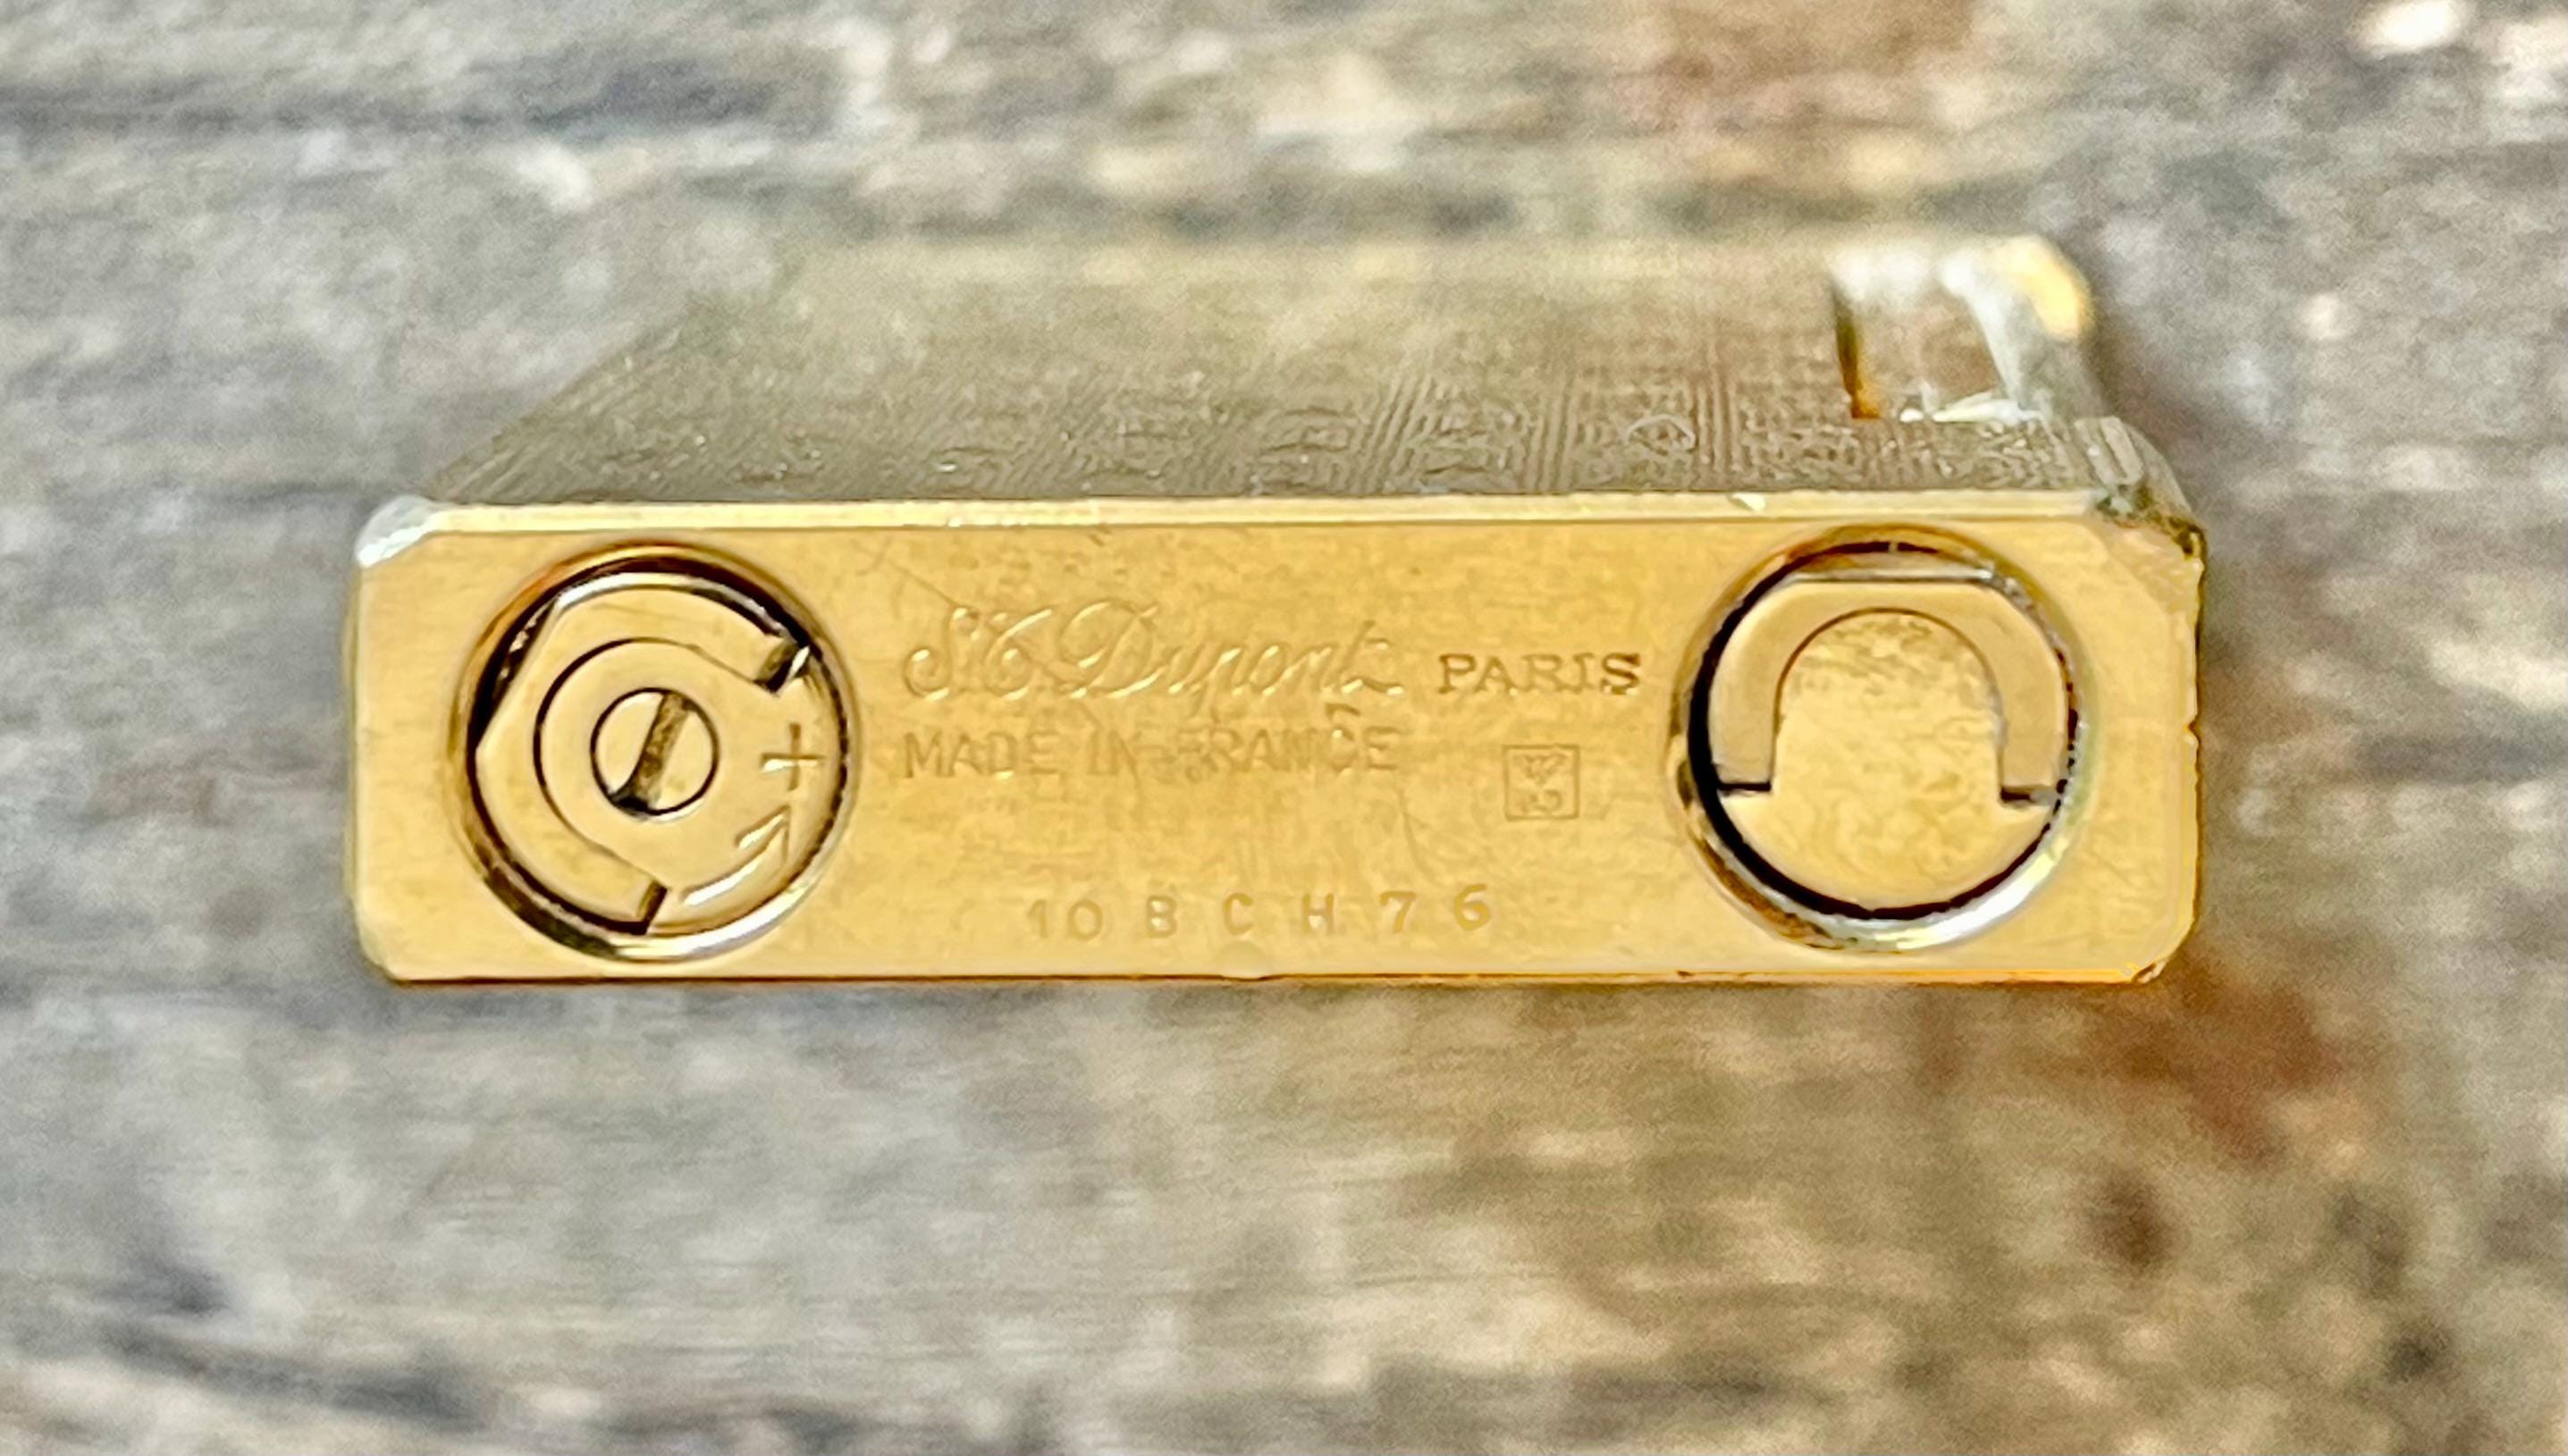 S.T. Dupont PARIS
MADE IN FRANCE
+
10BCH76